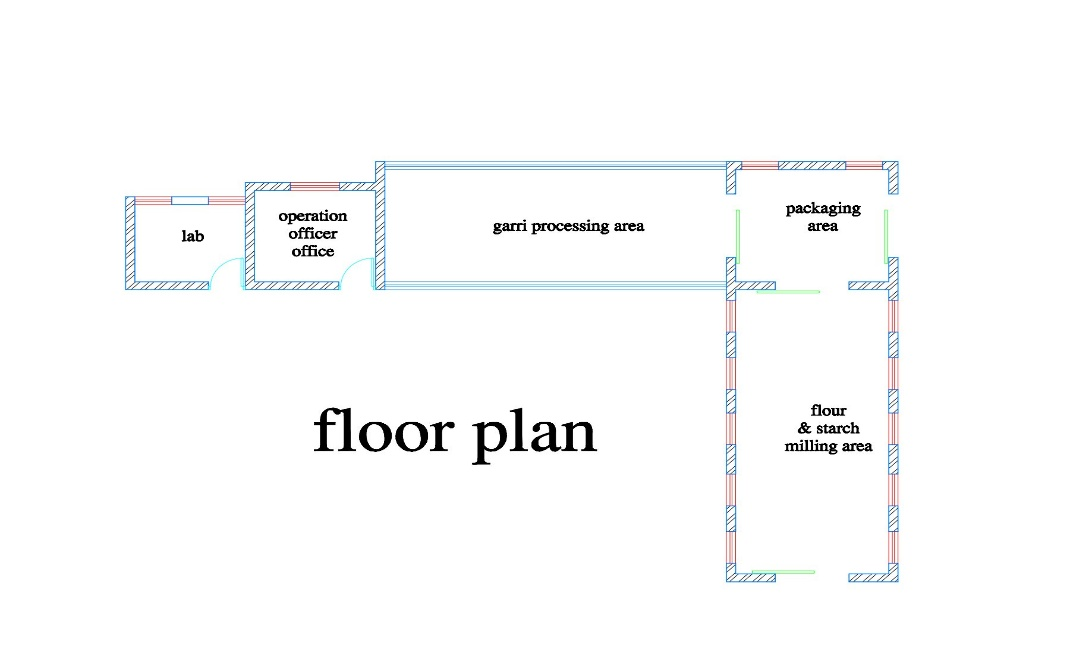 lab
operation
officer
office
garri processing area
packaging
area
floor plan
flour
& starch
milling area